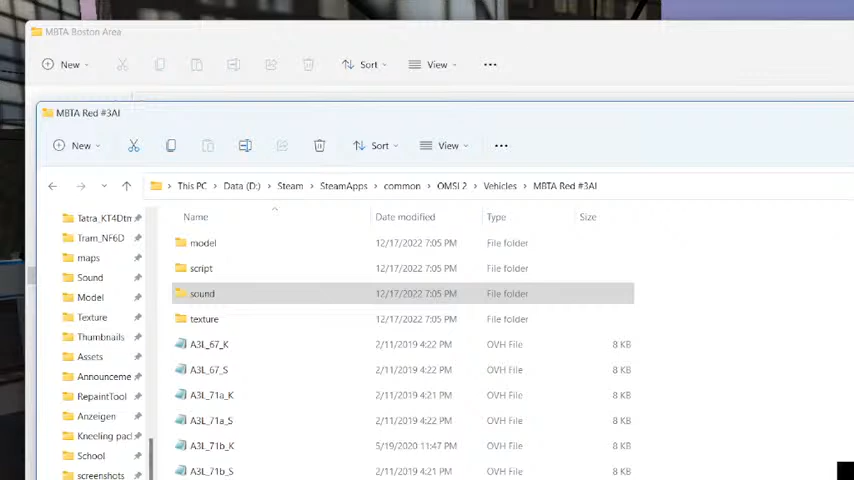 MBTA Boston Area
New Sort View
MBTA Red #3AI
New Sort View
This PC > Data (D:) > Steam > SteamApps > common > OMSI 2 > Vehicles > MBTA Red #3AI
Name Date modified Type Size
Tatra_KT4Dtm
Tram_NF6D
maps
Sound
Model
Texture
Thumbnails
Assets
Announceme
RepaintTool
Anzeigen
Kneeling pac
School
screenshots
model 12/17/2022 7:05 PM File folder
script 12/17/2022 7:05 PM File folder
sound 12/17/2022 7:05 PM File folder
texture 12/17/2022 7:05 PM File folder
A3L_67_K 2/11/2019 4:22 PM OVH File 8 KB
A3L_67_S 2/11/2019 4:22 PM OVH File 8 KB
A3L_71a_K 2/11/2019 4:21 PM OVH File 8 KB
A3L_71a_S 2/11/2019 4:22 PM OVH File 8 KB
A3L_71b_K 5/19/2020 11:47 PM OVH File 8 KB
A3L_71b_S 2/11/2019 4:21 PM OVH File 8 KB